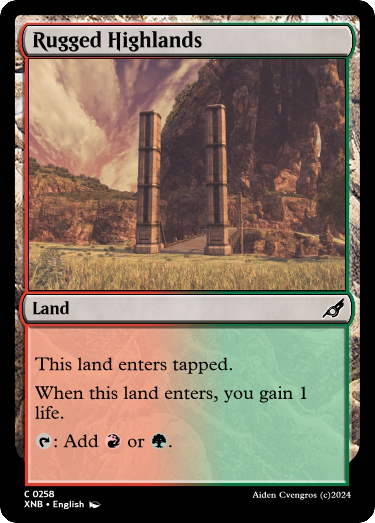 Rugged Highlands
Land
This land enters tapped.
When this land enters, you gain 1
life.
: Add or .
C 0258
XNB • English
Aiden Cvengros (c)2024